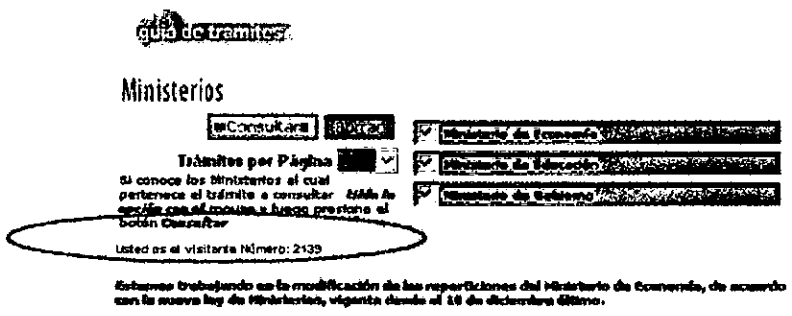 guía de tramites
Ministerios
Consultar Borrar
Ministerio de Economía
Trámites por Página
Ministerio de Educación
Si conoce los Ministerios al cual
pertenece el trámite a consultar
Ministerio de Gobierno
opción con el mouse y luego presione el
botón Consultar
Usted es el visitante Número: 2139
Estamos trabajando en la modificación de las reparticiones del Ministerio de Economía, de acuerdo
con la nueva ley de Ministerios, vigente desde el 10 de diciembre último.